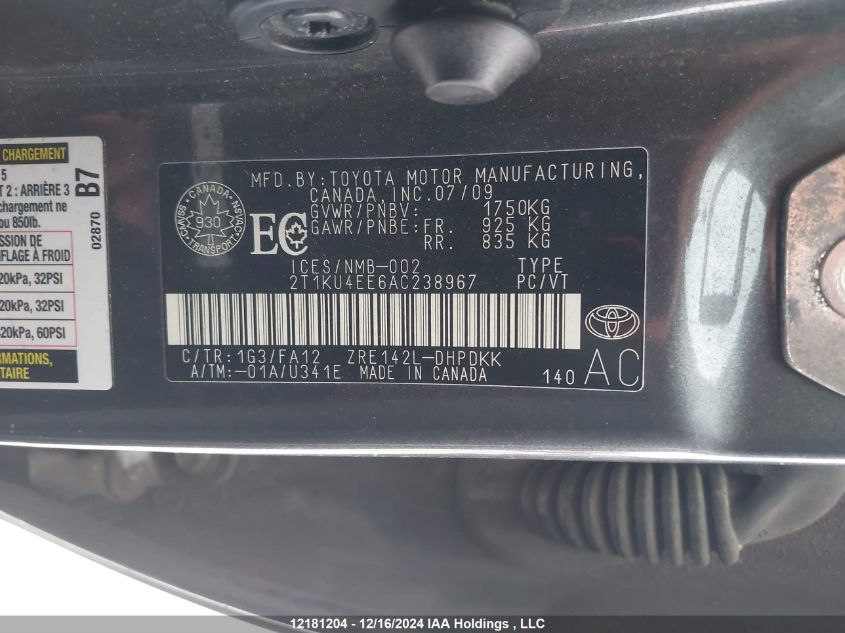 CHARGEMENT
5
T 2 : ARRIÈRE 3
chargement ne
ou 850lb.
SSION DE
NFLAGE À FROID
20kPa, 32PSI
20kPa, 32PSI
420kPa, 60PSI
TAIRE
B7
02870
MFD.BY:TOYOTA MOTOR MANUFACTURING,
CANADA,INC.07/09
GVWR/PNBV: 1750KG
GAWR/PNBE: FR. 925 KG
RR. 835 KG
CANADA
930
TRANSPORT
EC
ICES/NMB-002 TYPE
2T1KU4EE6AC238967 PC/VT
C/TR:1G3/FA12 ZRE142L-DHPDKK
A/TM:-01A/U341E MADE IN CANADA
140 AC
12181204 - 12/16/2024 IAA Holdings , LLC